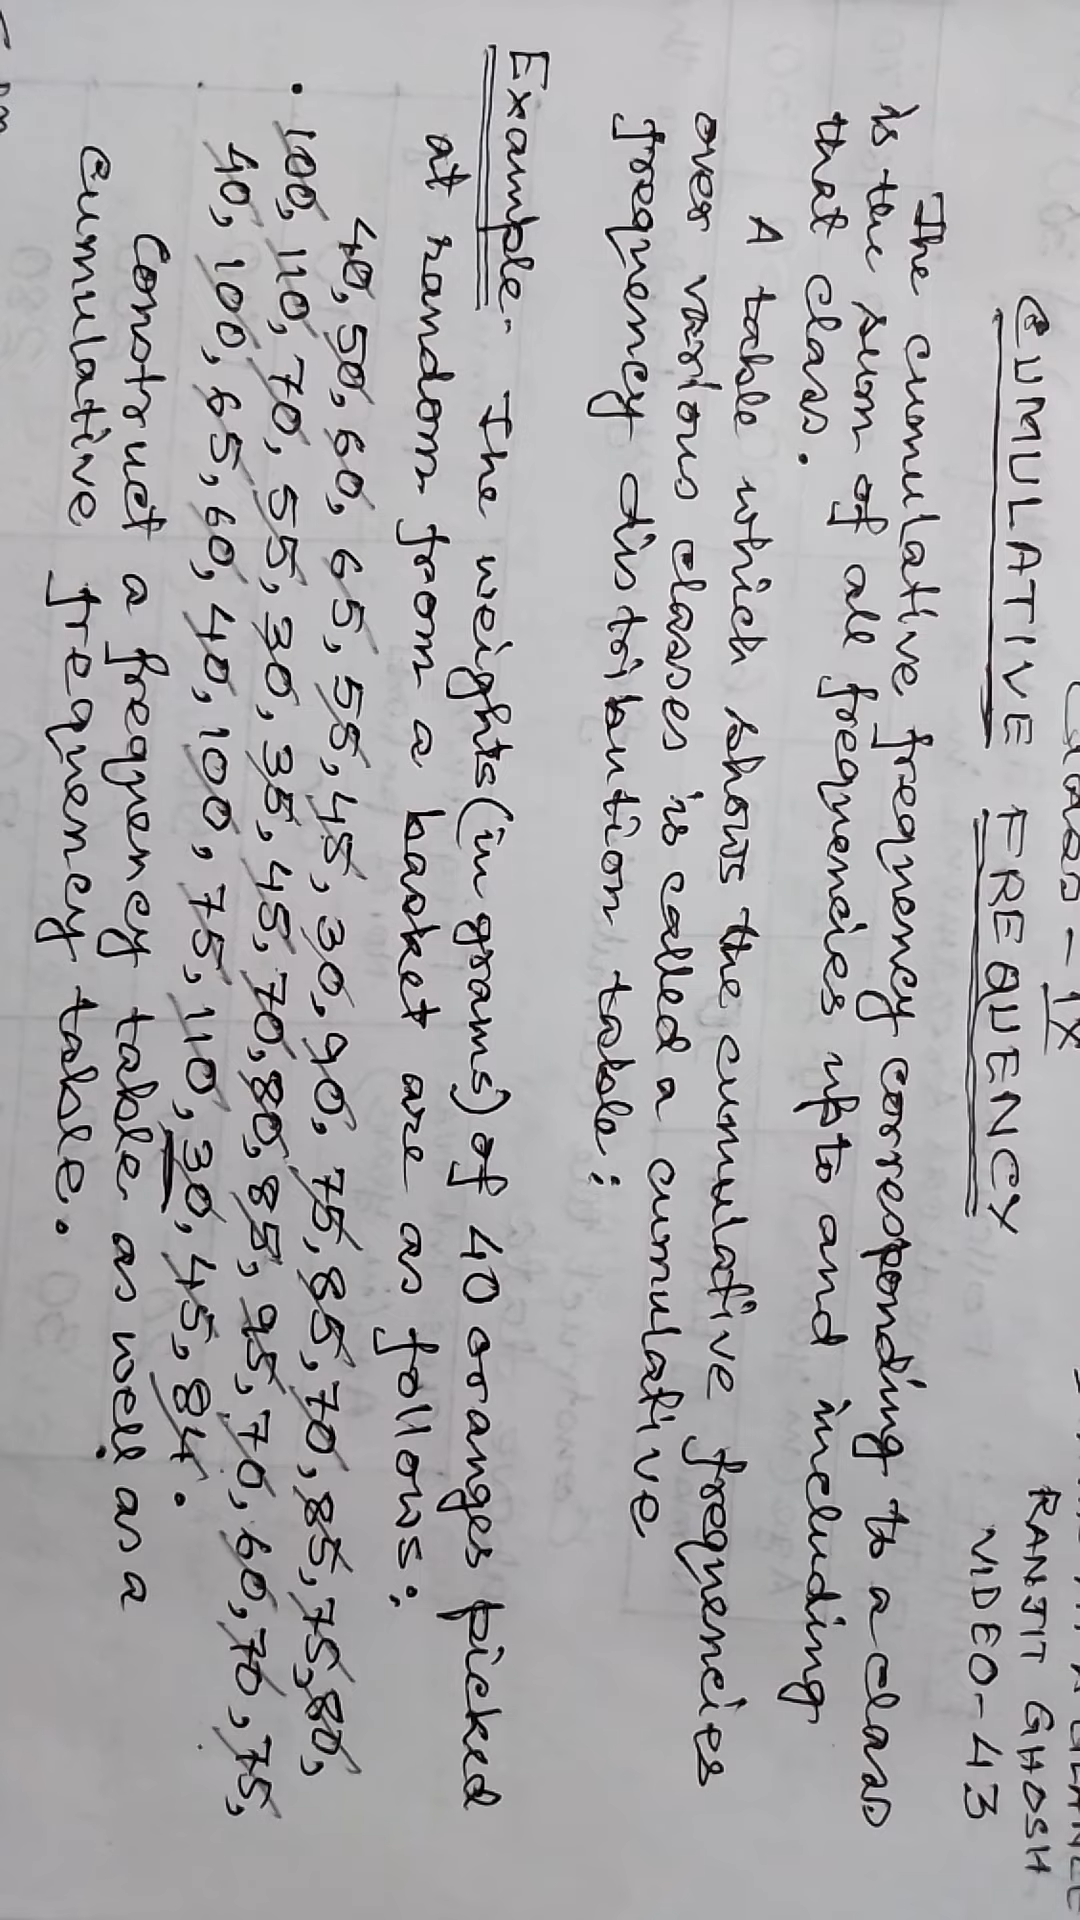 Class - IX
RANJIT GHOSH
VIDEO-43
CUMULATIVE FREQUENCY
The cumulative frequency corresponding to a class
is the sum of all frequencies upto and including
that class.
A table which shows the cumulative frequencies
over various classes is called a cumulative
frequency distribution table:
Example- The weights (in grams) of 40 oranges picked
at random from a basket are as follows:
40, 50, 60, 65, 55, 45, 30, 90, 75, 85, 70, 85, 75, 80,
100, 110, 70, 55, 30, 35, 45, 70, 80, 85, 95, 70, 60, 70, 75,
40, 100, 65, 60, 40, 100, 75, 110, 30, 45, 84.
Construct a frequency table as well as a
cummulative frequency table.